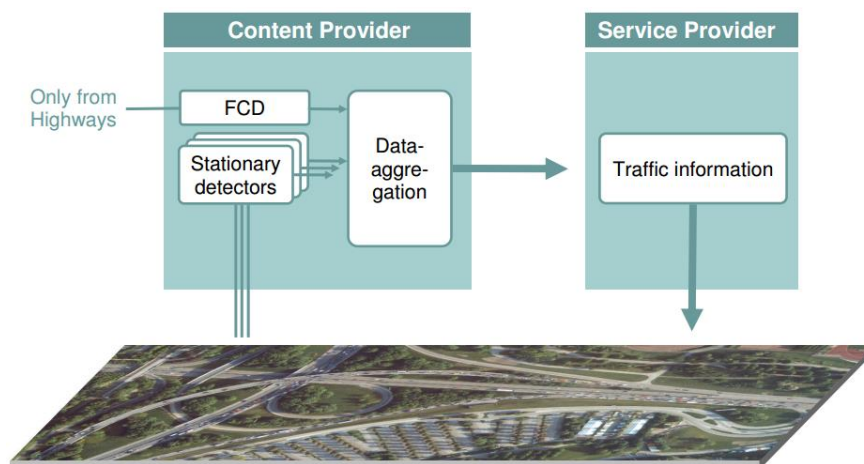 Content Provider
Service Provider
Only from
Highways
FCD
Stationary
detectors
Data-
aggre-
gation
Traffic information